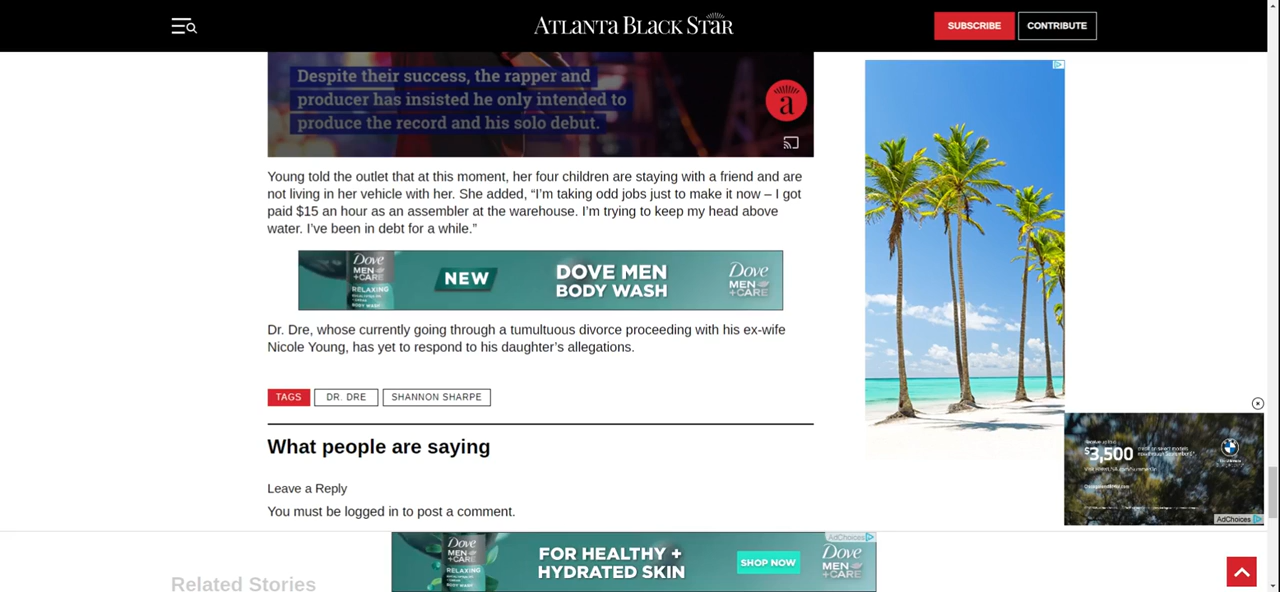 ATLANTA BLACK STAR
SUBSCRIBE
CONTRIBUTE
Despite their success, the rapper and
producer has insisted he only intended to
produce the record and his solo debut.
a
Young told the outlet that at this moment, her four children are staying with a friend and are
not living in her vehicle with her. She added, “I’m taking odd jobs just to make it now – I got
paid $15 an hour as an assembler at the warehouse. I’m trying to keep my head above
water. I’ve been in debt for a while.”
Dove
MEN
+CARE
RELAXING
BODY WASH
NEW
DOVE MEN
BODY WASH
Dove
MEN
+CARE
Dr. Dre, whose currently going through a tumultuous divorce proceeding with his ex-wife
Nicole Young, has yet to respond to his daughter’s allegations.
TAGS
DR. DRE
SHANNON SHARPE
$3,500
AdChoices
What people are saying
Leave a Reply
You must be logged in to post a comment.
Dove
MEN
+CARE
RELAXING
FOR HEALTHY +
HYDRATED SKIN
SHOP NOW
AdChoices
Dove
MEN
+CARE
Related Stories